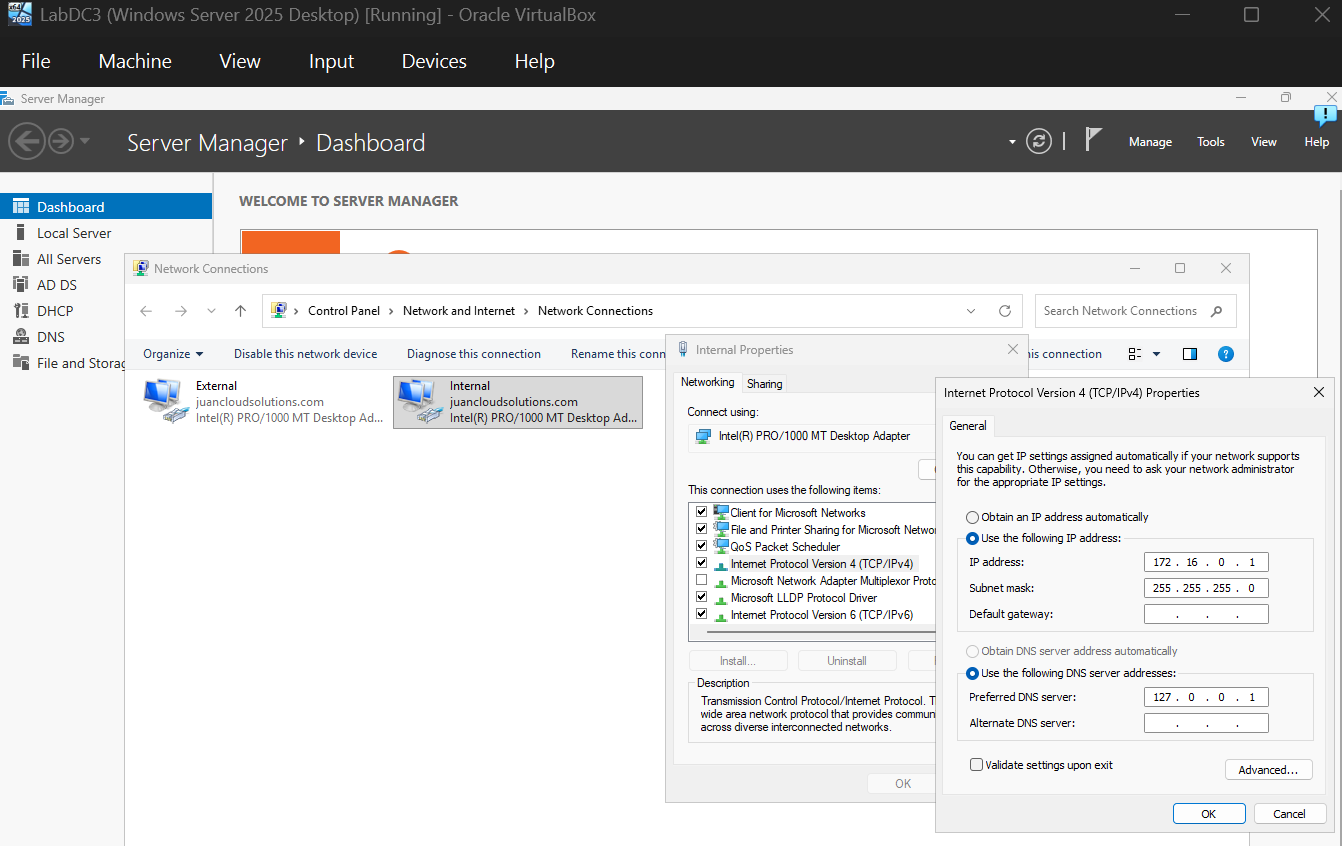 LabDC3 (Windows Server 2025 Desktop) [Running] - Oracle VirtualBox
File Machine View Input Devices Help
Server Manager
Server Manager Dashboard
Manage Tools View Help
Dashboard
Local Server
All Servers
AD DS
DHCP
DNS
File and Storag
WELCOME TO SERVER MANAGER
Network Connections
Control Panel Network and Internet Network Connections
Search Network Connections
Organize Disable this network device Diagnose this connection Rename this conn
is connection
External
juancloudsolutions.com
Intel(R) PRO/1000 MT Desktop Ad...
Internal
juancloudsolutions.com
Intel(R) PRO/1000 MT Desktop Ad...
Internal Properties
Networking Sharing
Connect using:
Intel(R) PRO/1000 MT Desktop Adapter
This connection uses the following items:
Client for Microsoft Networks
File and Printer Sharing for Microsoft Networ
QoS Packet Scheduler
Internet Protocol Version 4 (TCP/IPv4)
Microsoft Network Adapter Multiplexor Proto
Microsoft LLDP Protocol Driver
Internet Protocol Version 6 (TCP/IPv6)
Install... Uninstall
Description
Transmission Control Protocol/Internet Protocol. T
wide area network protocol that provides commun
across diverse interconnected networks.
OK
Internet Protocol Version 4 (TCP/IPv4) Properties
General
You can get IP settings assigned automatically if your network supports
this capability. Otherwise, you need to ask your network administrator
for the appropriate IP settings.
Obtain an IP address automatically
Use the following IP address:
IP address: 172 . 16 . 0 . 1
Subnet mask: 255 . 255 . 255 . 0
Default gateway: . . .
Obtain DNS server address automatically
Use the following DNS server addresses:
Preferred DNS server: 127 . 0 . 0 . 1
Alternate DNS server: . . .
Validate settings upon exit
Advanced...
OK Cancel